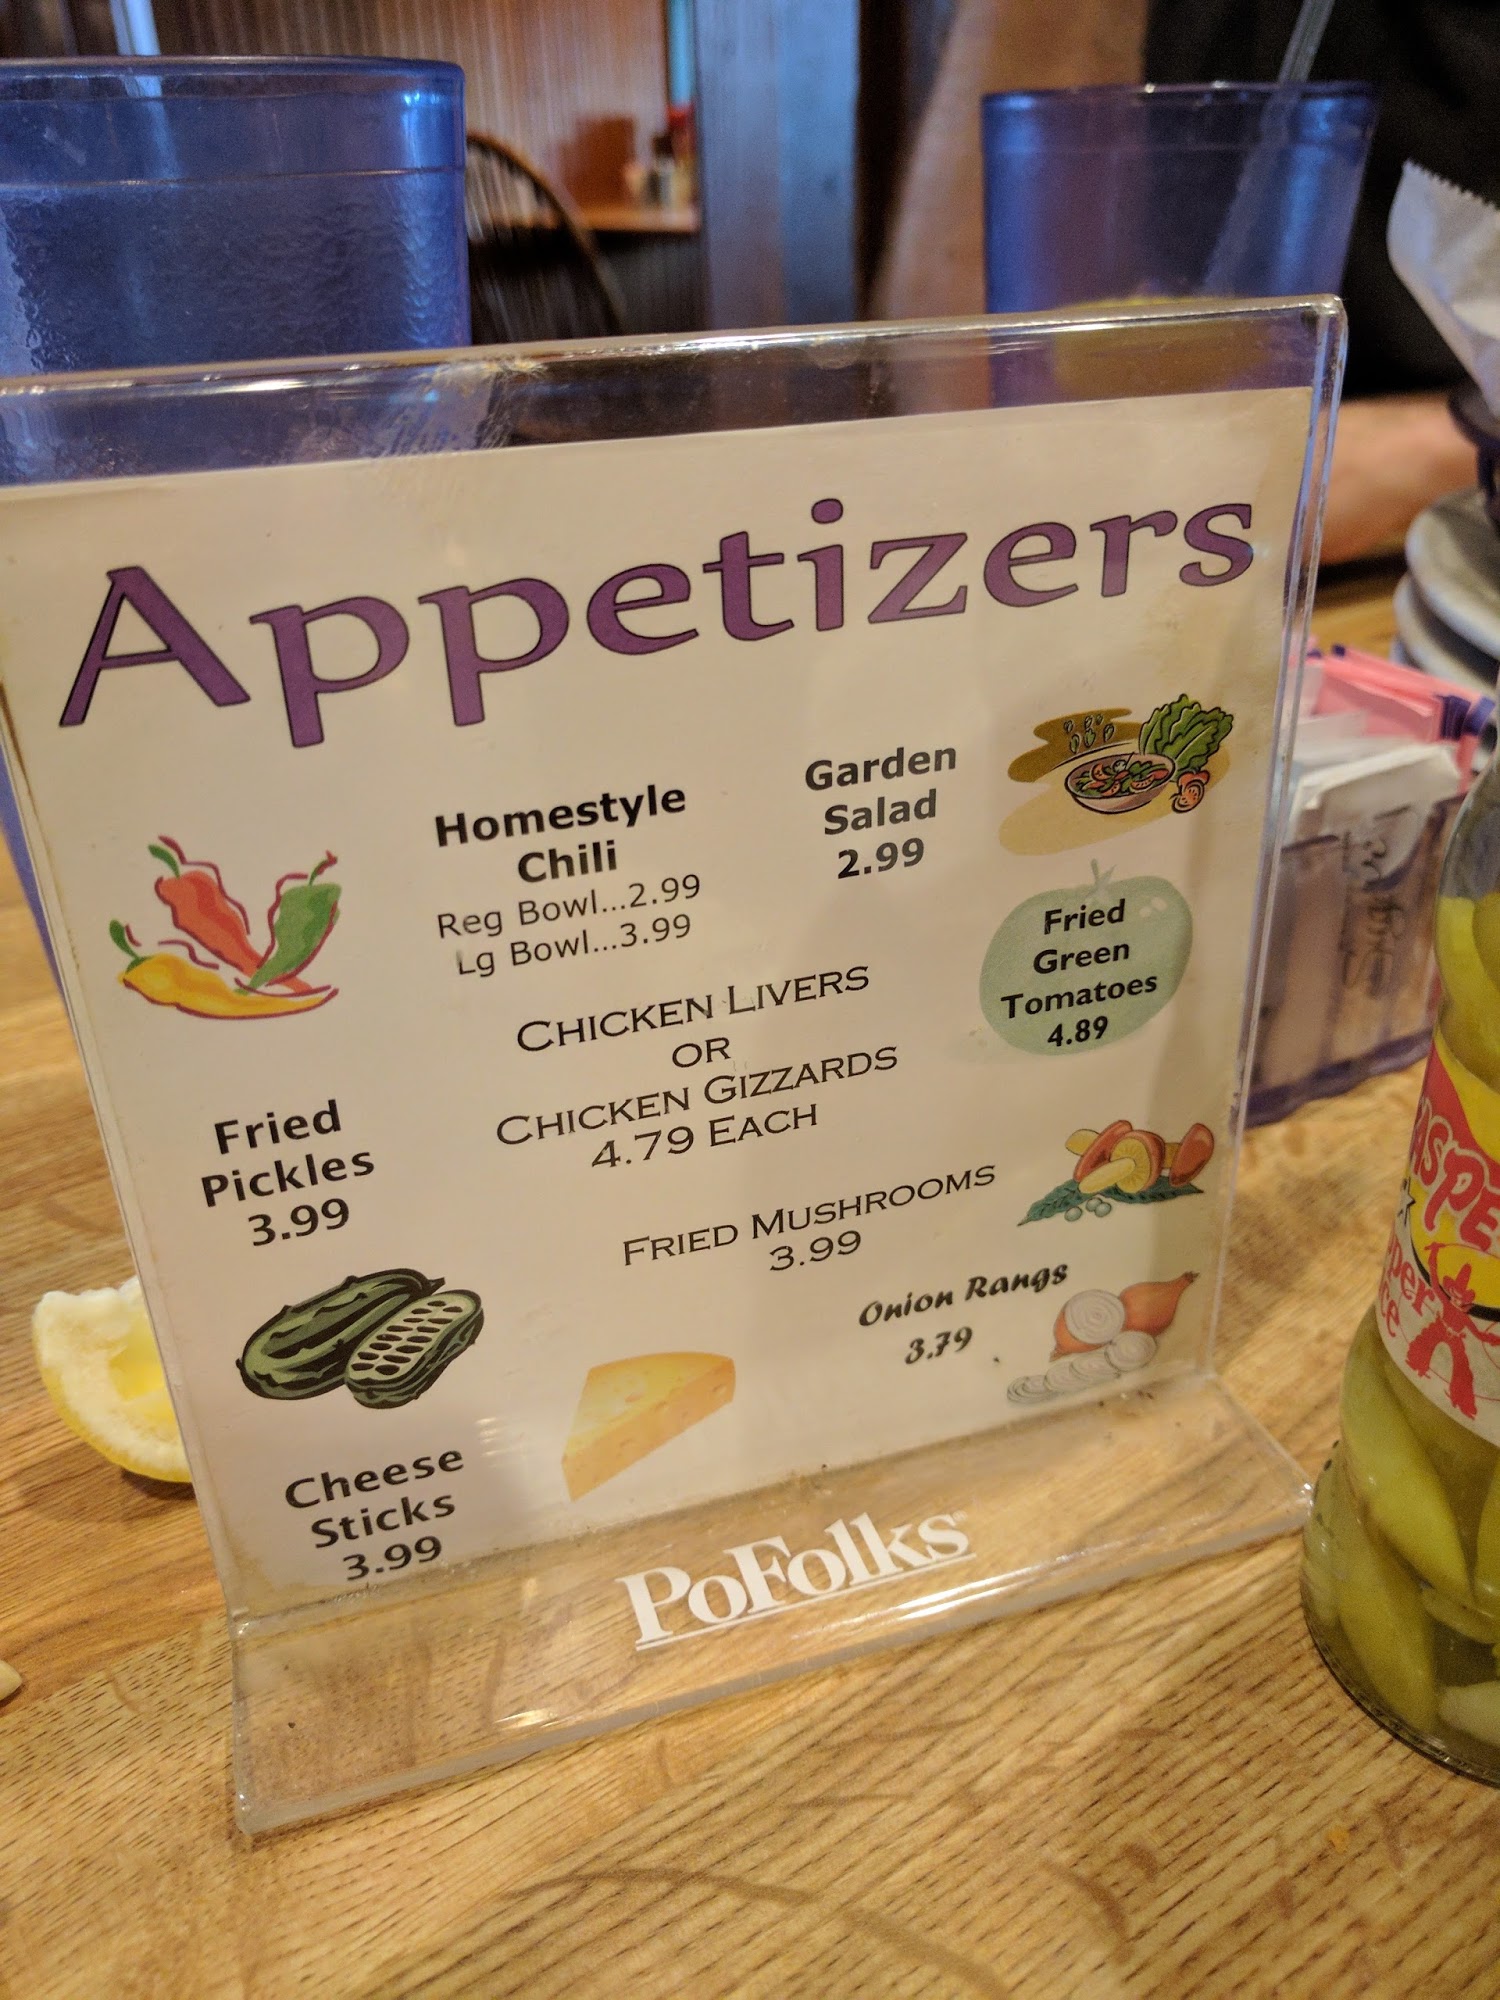 Appetizers
Homestyle
Chili
Reg Bowl...2.99
Lg Bowl...3.99
Garden
Salad
2.99
Fried
Green
Tomatoes
4.89
CHICKEN LIVERS
OR
CHICKEN GIZZARDS
4.79 EACH
Fried
Pickles
3.99
FRIED MUSHROOMS
3.99
Onion Rangs
3.79
Cheese
Sticks
3.99
PoFolks